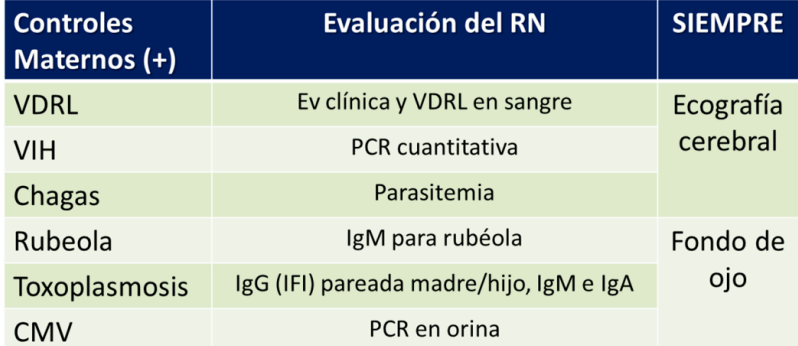 Controles Maternos (+) Evaluación del RN SIEMPRE
VDRL Ev clínica y VDRL en sangre Ecografía cerebral
VIH PCR cuantitativa
Chagas Parasitemia
Rubeola IgM para rubéola Fondo de ojo
Toxoplasmosis IgG (IFI) pareada madre/hijo, IgM e IgA
CMV PCR en orina